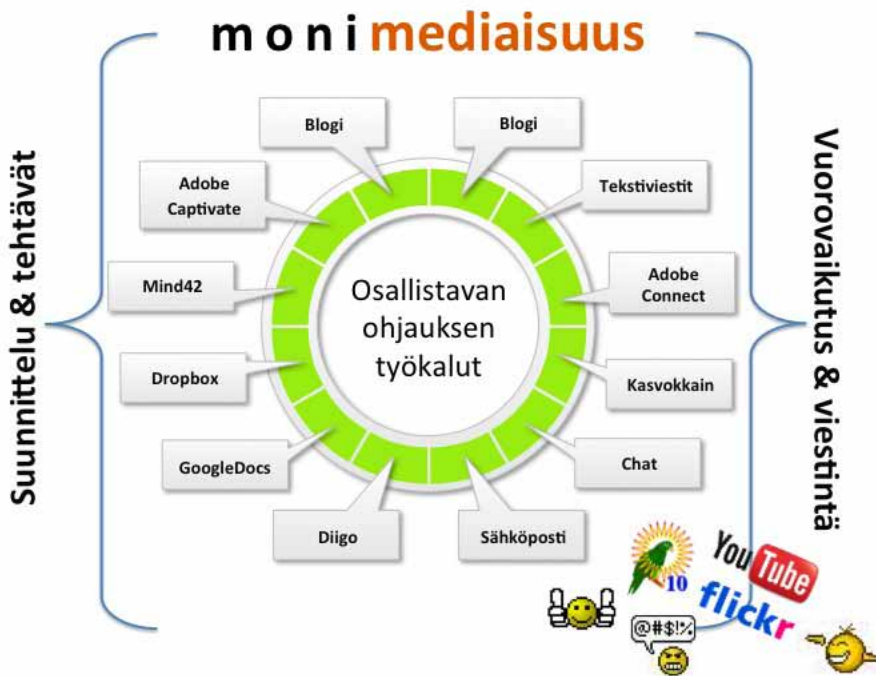 m o n i mediaisuus
Suunnittelu & tehtävät
Blogi
Blogi
Adobe
Captivate
Tekstiviestit
Mind42
Adobe
Connect
Osallistavan
ohjauksen
työkalut
Dropbox
Kasvokkain
GoogleDocs
Chat
Diigo
Sähköposti
Vuorovaikutus & viestintä
10
YouTube
flickr
@#$!%